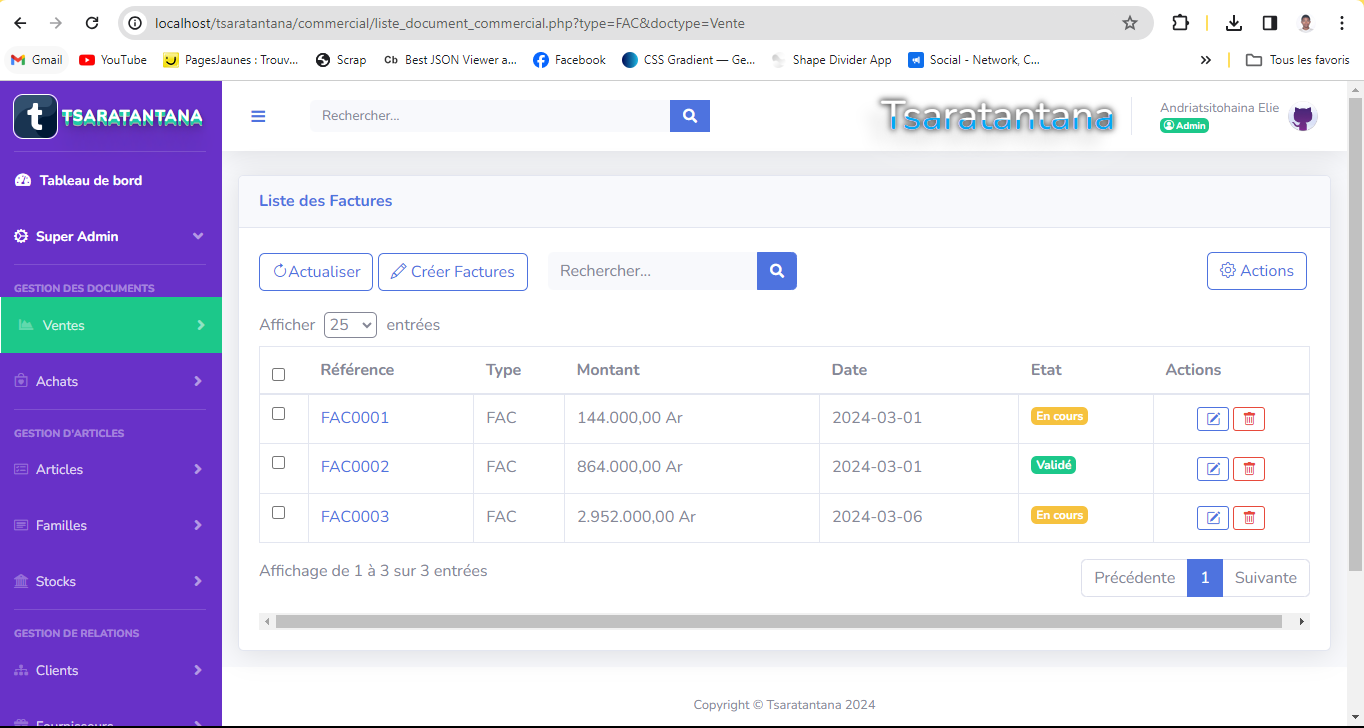 localhost/tsaratantana/commercial/liste_document_commercial.php?type=FAC&doctype=Vente
Gmail YouTube PagesJaunes : Trouv... Scrap Cb Best JSON Viewer a... Facebook CSS Gradient — Ge... Shape Divider App Social - Network, C... » Tous les favoris
t TSARATANTANA
Rechercher...
Tsaratantana
Andriatsitohaina Elie
Admin
Tableau de bord
Super Admin
GESTION DES DOCUMENTS
Ventes
Achats
GESTION D'ARTICLES
Articles
Familles
Stocks
GESTION DE RELATIONS
Clients
Fournisseurs
Liste des Factures
Actualiser Créer Factures Rechercher... Actions
Afficher 25 entrées
Référence Type Montant Date Etat Actions
FAC0001 FAC 144.000,00 Ar 2024-03-01 En cours
FAC0002 FAC 864.000,00 Ar 2024-03-01 Validé
FAC0003 FAC 2.952.000,00 Ar 2024-03-06 En cours
Affichage de 1 à 3 sur 3 entrées
Précédente 1 Suivante
Copyright © Tsaratantana 2024